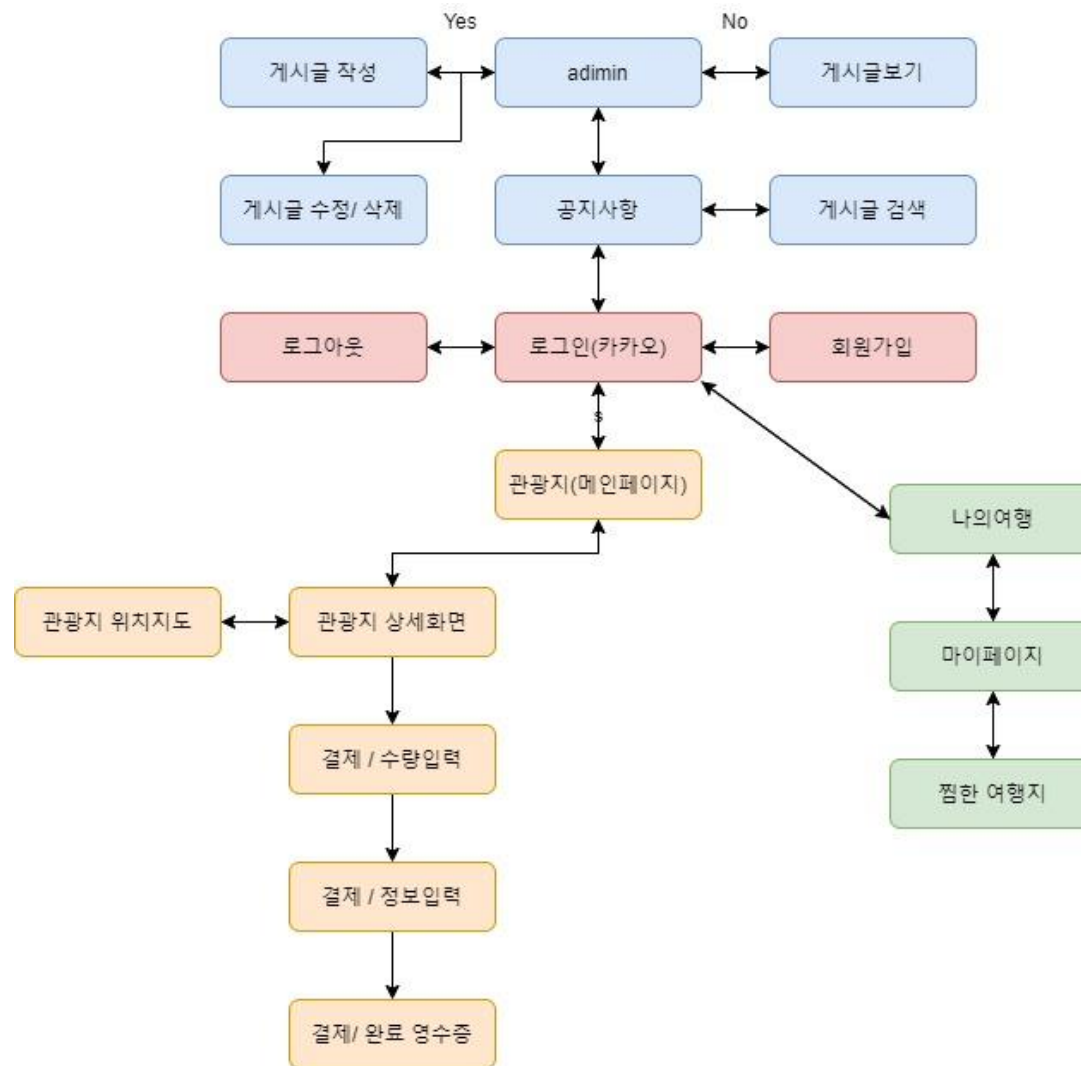 Yes
No
게시글 작성
adimin
게시글보기
게시글 수정/ 삭제
공지사항
게시글 검색
로그아웃
로그인(카카오)
회원가입
s
관광지(메인페이지)
나의여행
관광지 위치지도
관광지 상세화면
마이페이지
결제 / 수량입력
찜한 여행지
결제 / 정보입력
결제/ 완료 영수증